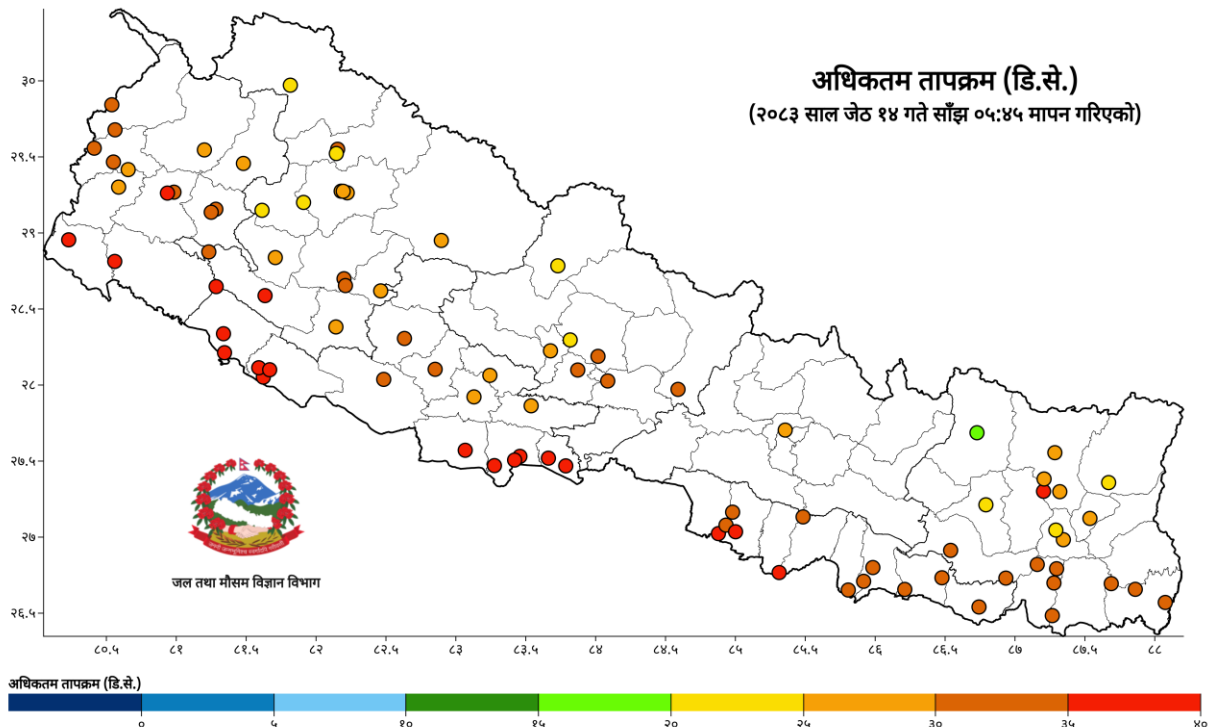 अधिकतम तापक्रम (डि.से.)
(२०८३ साल जेठ १४ गते साँझ ०५:४५ मापन गरिएको)
३०
२९.५
२९
२८.५
२८
२७.५
२७
२६.५
जल तथा मौसम विज्ञान विभाग
८०.५ ८१ ८१.५ ८२ ८२.५ ८३ ८३.५ ८४ ८४.५ ८५ ८५.५ ८६ ८६.५ ८७ ८७.५ ८८
अधिकतम तापक्रम (डि.से.)
० ५ १० १५ २० २५ ३० ३५ ४०